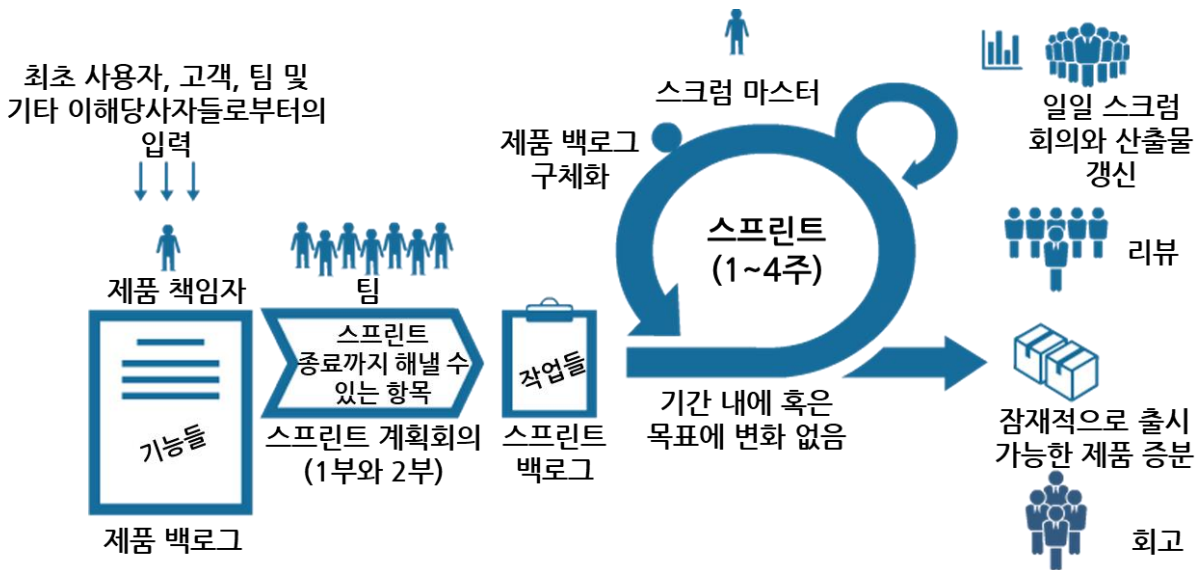 최초 사용자, 고객, 팀 및
기타 이해당사자들로부터의
입력
제품 책임자
기능들
제품 백로그
팀
스프린트
종료까지 해낼 수
있는 항목
스프린트 계획회의
(1부와 2부)
작업들
스프린트
백로그
스크럼 마스터
제품 백로그
구체화
스프린트
(1~4주)
기간 내에 혹은
목표에 변화 없음
일일 스크럼
회의와 산출물
갱신
리뷰
잠재적으로 출시
가능한 제품 증분
회고